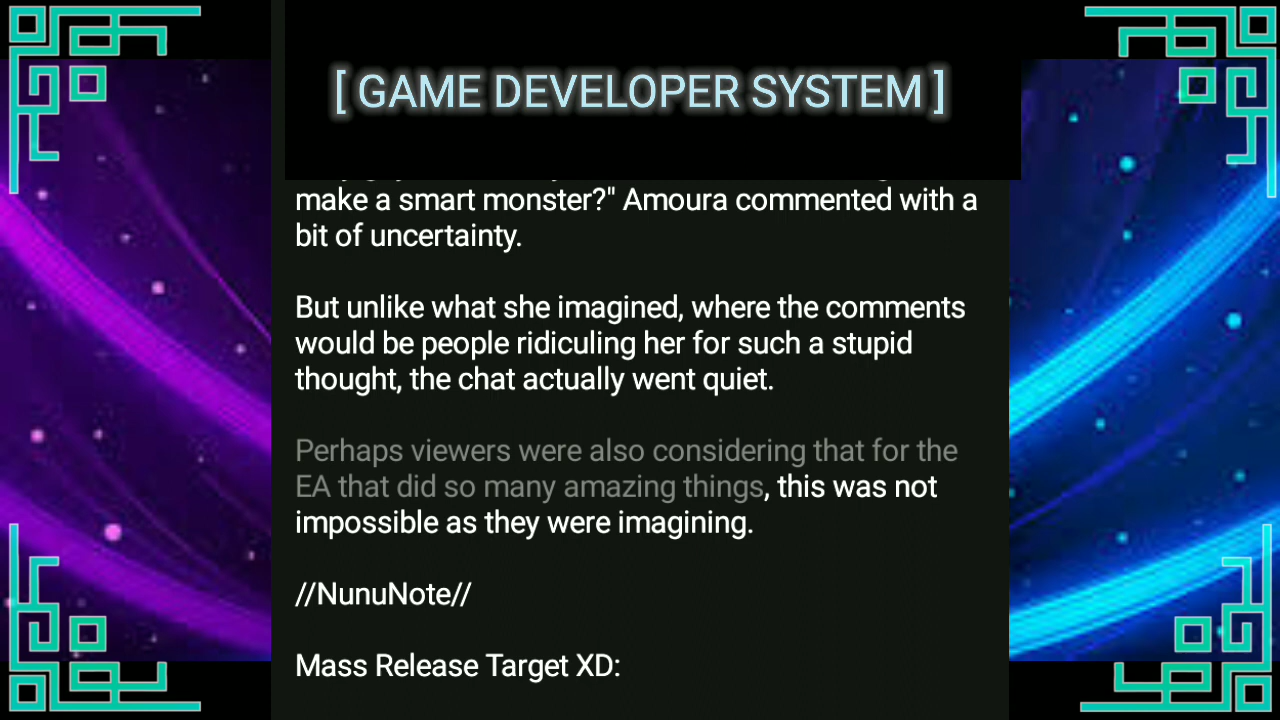 [ GAME DEVELOPER SYSTEM ]
make a smart monster?" Amoura commented with a
bit of uncertainty.
But unlike what she imagined, where the comments
would be people ridiculing her for such a stupid
thought, the chat actually went quiet.
Perhaps viewers were also considering that for the
EA that did so many amazing things, this was not
impossible as they were imagining.
//NunuNote//
Mass Release Target XD: